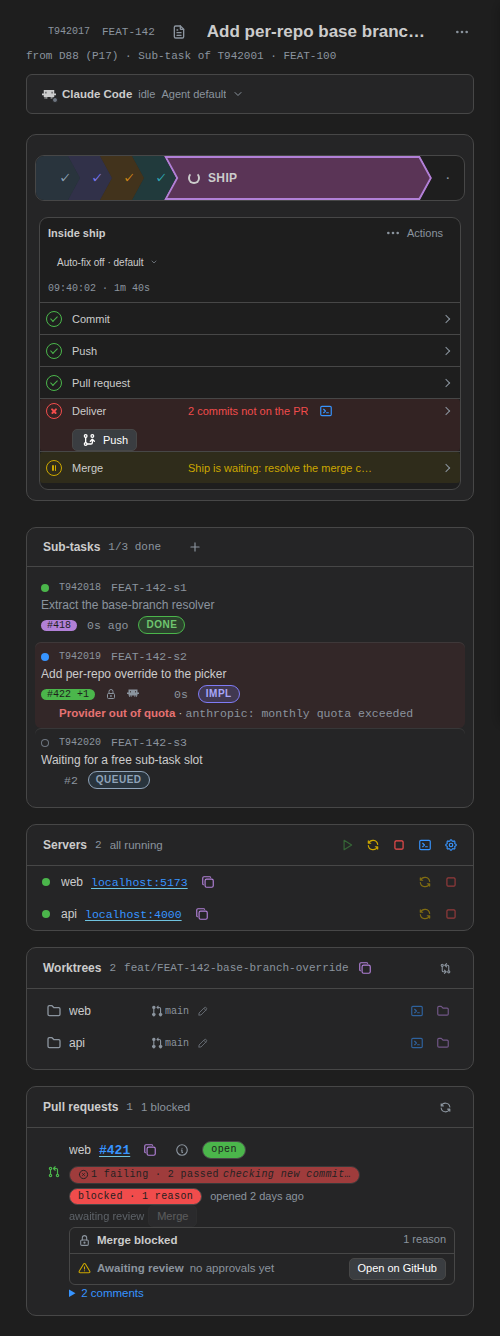 T942017 FEAT-142 Add per-repo base branc…
from D88 (P17) · Sub-task of T942001 · FEAT-100
Claude Code idle Agent default
SHIP
Inside ship Actions
Auto-fix off · default
09:40:02 · 1m 40s
Commit
Push
Pull request
Deliver 2 commits not on the PR
Push
Merge Ship is waiting: resolve the merge c…
Sub-tasks 1/3 done
T942018 FEAT-142-s1
Extract the base-branch resolver
#418 0s ago DONE
T942019 FEAT-142-s2
Add per-repo override to the picker
#422 +1 0s IMPL
Provider out of quota · anthropic: monthly quota exceeded
T942020 FEAT-142-s3
Waiting for a free sub-task slot
#2 QUEUED
Servers 2 all running
web localhost:5173
api localhost:4000
Worktrees 2 feat/FEAT-142-base-branch-override
web main
api main
Pull requests 1 1 blocked
web #421 open
1 failing · 2 passed checking new commit…
blocked · 1 reason opened 2 days ago
awaiting review Merge
Merge blocked 1 reason
Awaiting review no approvals yet Open on GitHub
2 comments